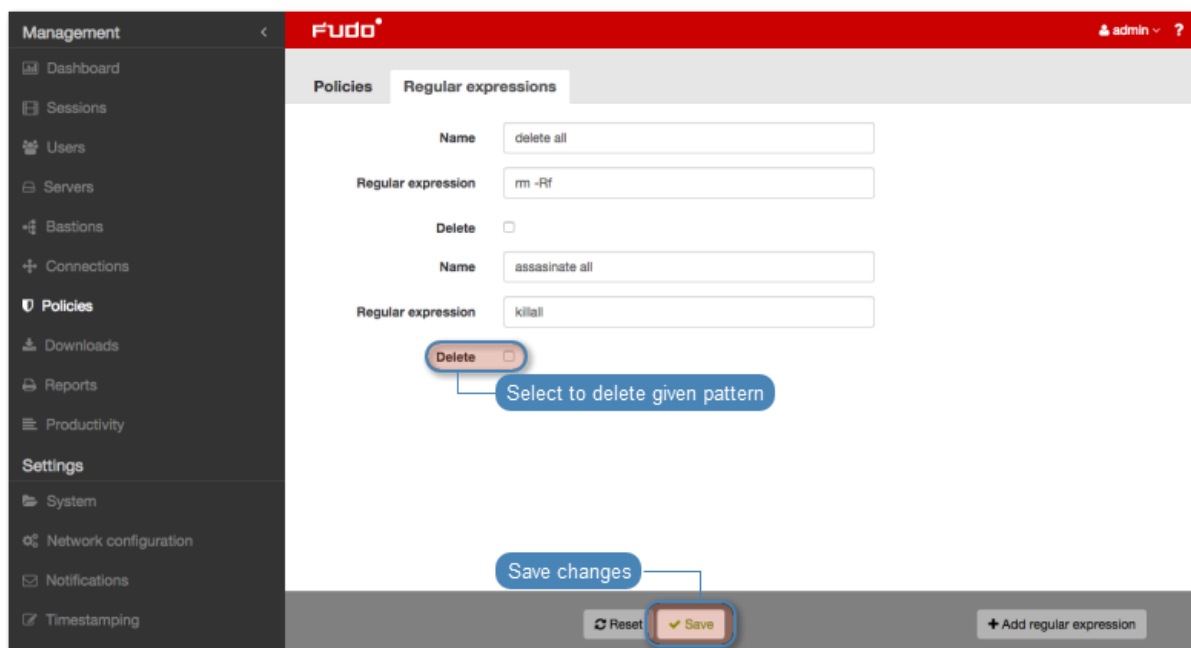 Management
Dashboard
Sessions
Users
Servers
Bastions
Connections
Policies
Downloads
Reports
Productivity
Settings
System
Network configuration
Notifications
Timestamping
FUDO
admin ?
Policies Regular expressions
Name delete all
Regular expression rm -Rf
Delete
Name assasinate all
Regular expression killall
Delete
Select to delete given pattern
Save changes
Reset Save + Add regular expression